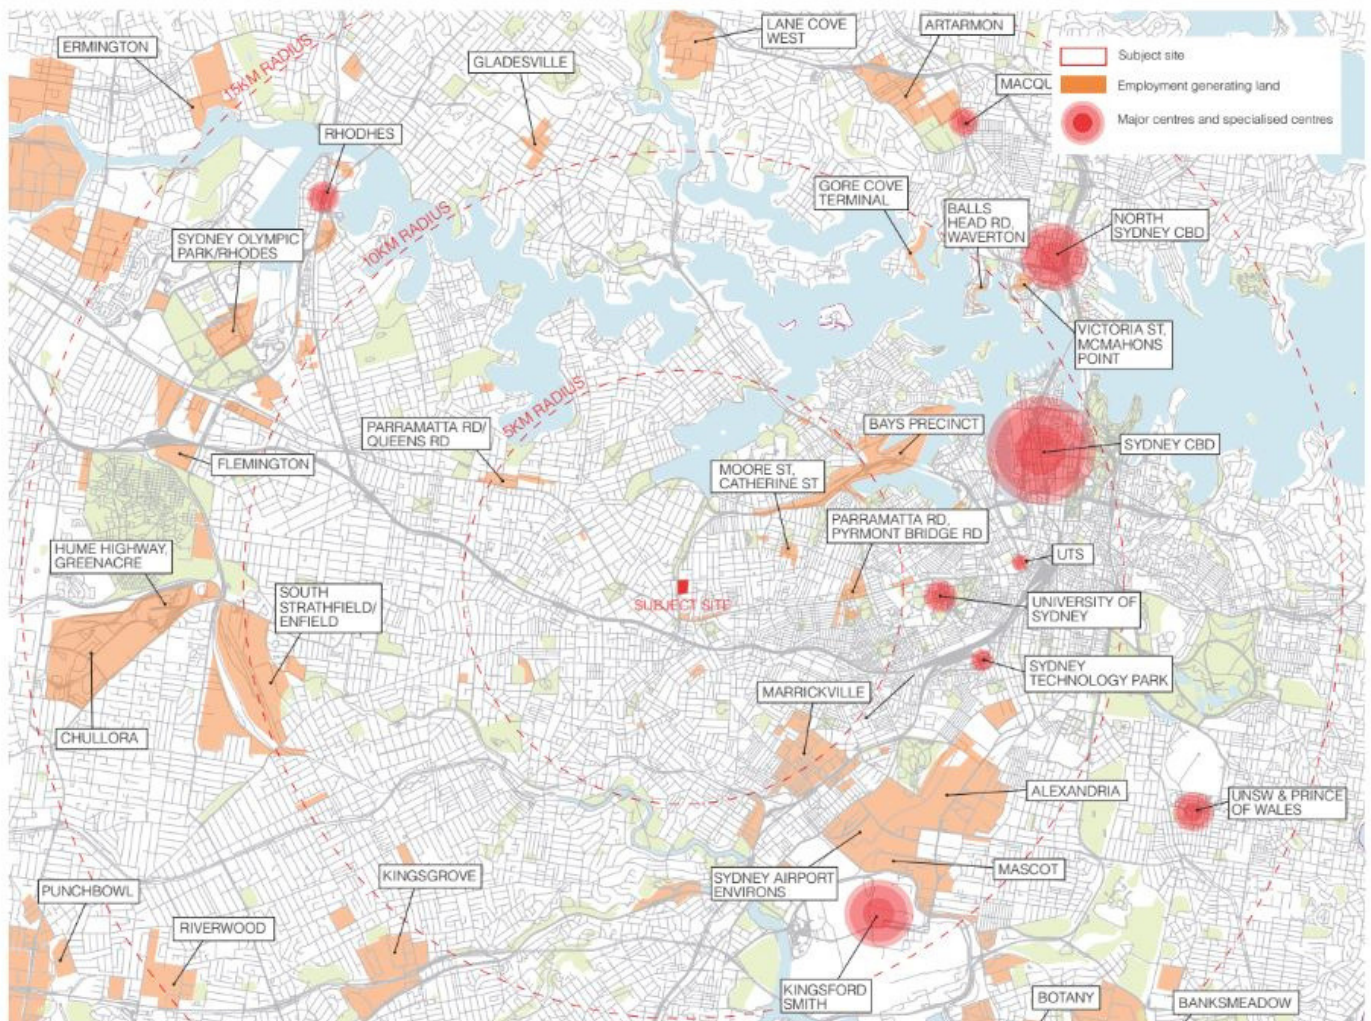 ERMINGTON
15KM RADIUS
GLADESVILLE
LANE COVE
WEST
ARTARMON
MACQU
Subject site
Employment generating land
Major centres and specialised centres
RHODHES
10KM RADIUS
GORE COVE
TERMINAL
BALLS
HEAD RD,
WAVERTON
NORTH
SYDNEY CBD
SYDNEY OLYMPIC
PARK/RHODES
VICTORIA ST,
MCMAHONS
POINT
5KM RADIUS
PARRAMATTA RD/
QUEENS RD
BAYS PRECINCT
SYDNEY CBD
FLEMINGTON
MOORE ST,
CATHERINE ST
PARRAMATTA RD,
PYRMONT BRIDGE RD
HUME HIGHWAY,
GREENACRE
UTS
SOUTH
STRATHFIELD/
ENFIELD
SUBJECT SITE
UNIVERSITY OF
SYDNEY
SYDNEY
TECHNOLOGY PARK
MARRICKVILLE
CHULLORA
ALEXANDRIA
UNSW & PRINCE
OF WALES
PUNCHBOWL
KINGSGROVE
SYDNEY AIRPORT
ENVIRONS
MASCOT
RIVERWOOD
KINGSFORD
SMITH
BOTANY
BANKSMEADOW